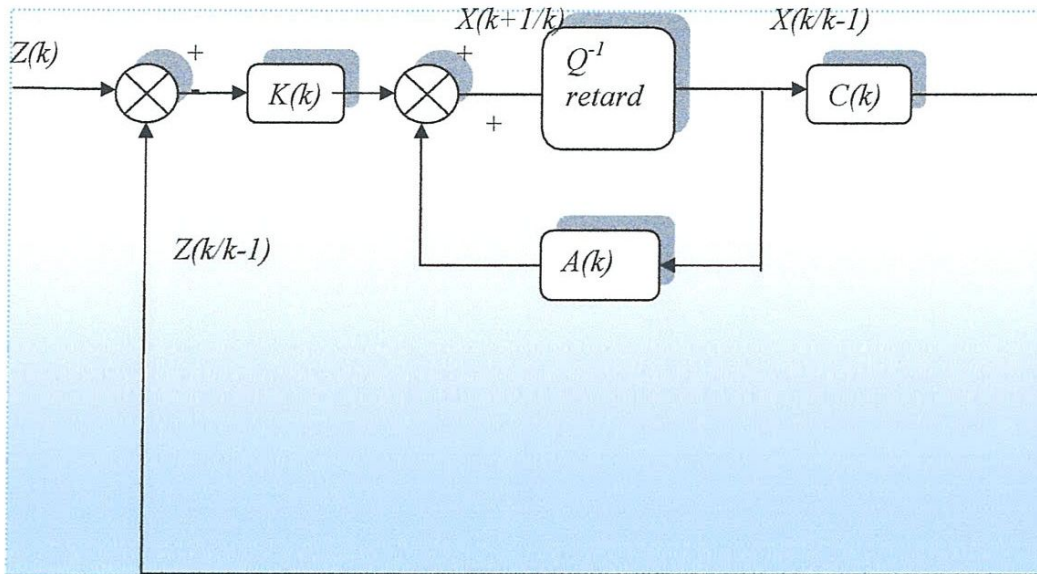 Z(k)
+
-
K(k)
X(k+1/k)
+
+
Q⁻¹
retard
X(k/k-1)
C(k)
A(k)
Z(k/k-1)